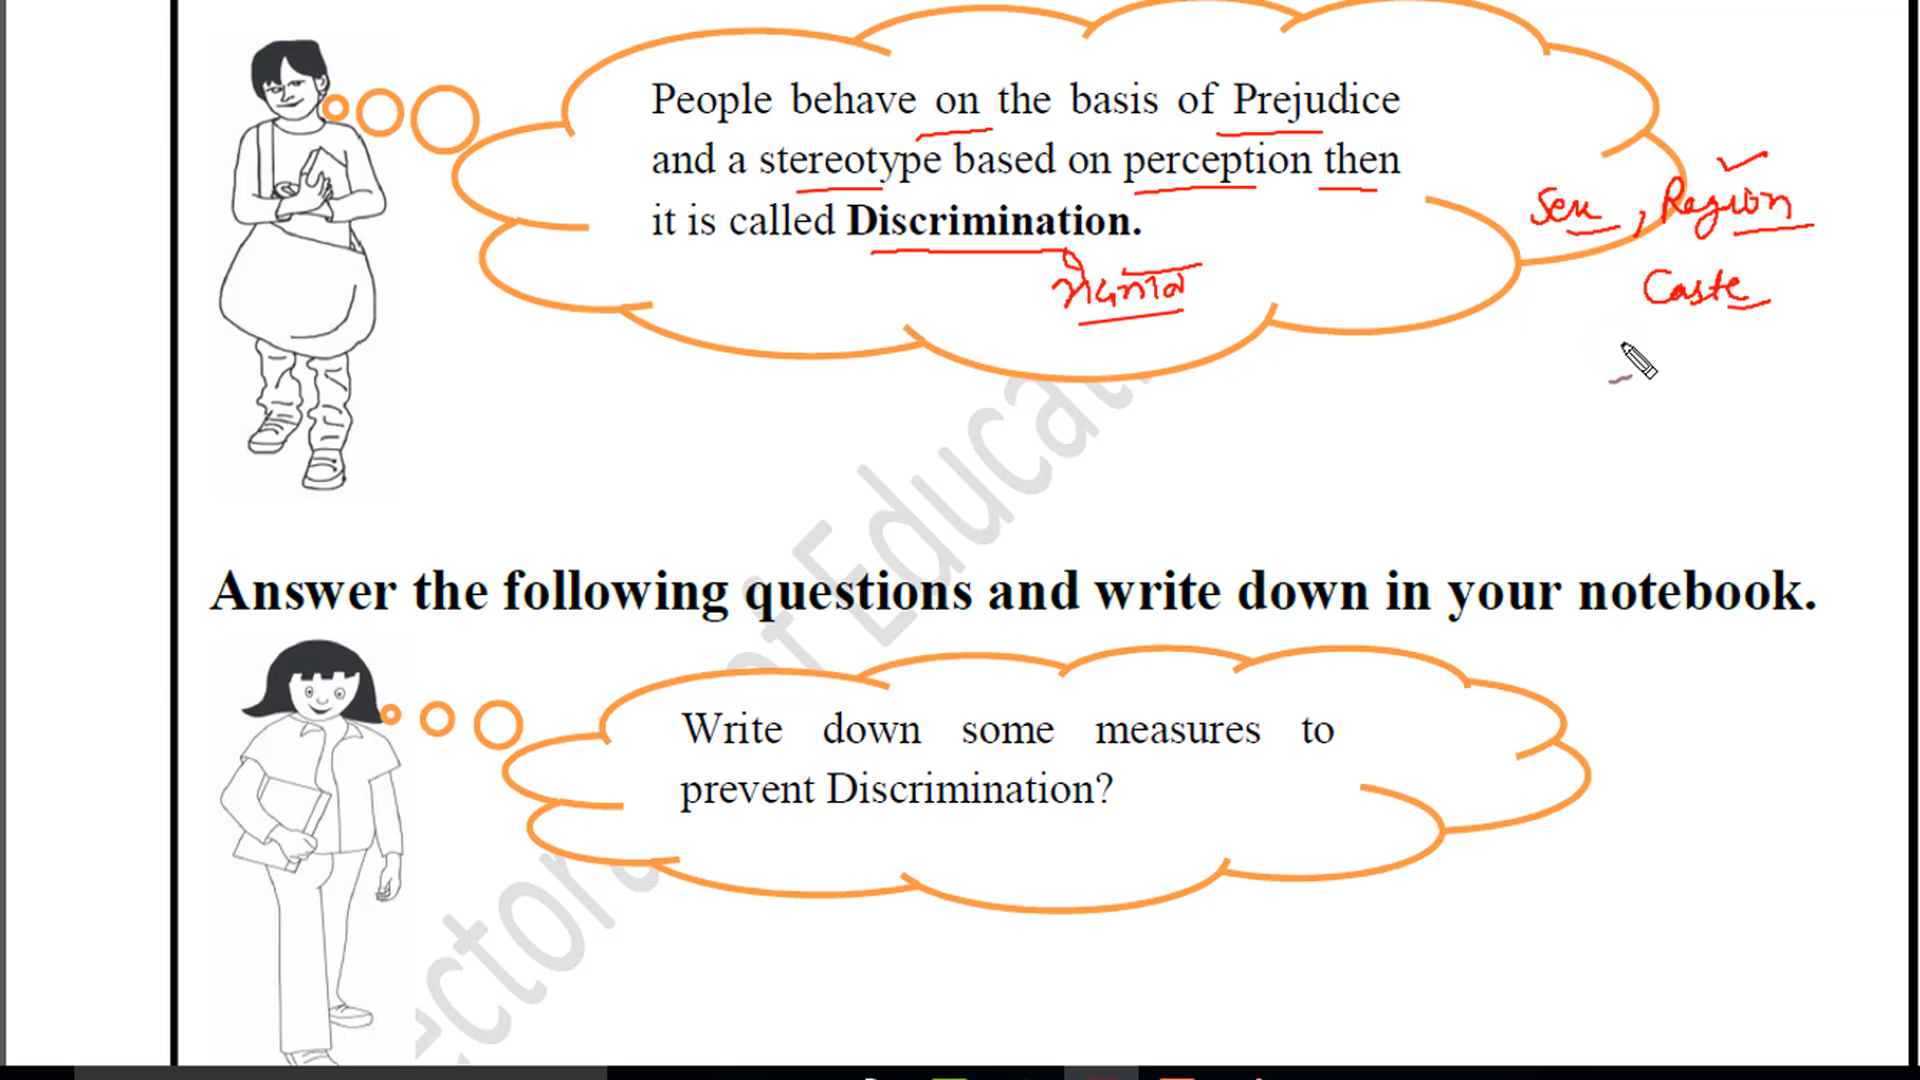 People behave on the basis of Prejudice
and a stereotype based on perception then
it is called Discrimination.
Sex, Region
Caste
Answer the following questions and write down in your notebook.
Write down some measures to
prevent Discrimination?